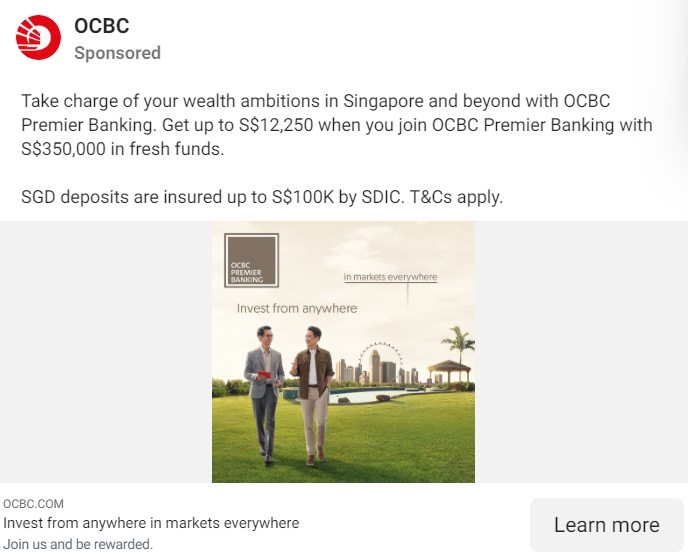 OCBC
Sponsored
Take charge of your wealth ambitions in Singapore and beyond with OCBC
Premier Banking. Get up to S$12,250 when you join OCBC Premier Banking with
S$350,000 in fresh funds.
SGD deposits are insured up to S$100K by SDIC. T&Cs apply.
OCBC
PREMIER
BANKING
in markets everywhere
Invest from anywhere
OCBC.COM
Invest from anywhere in markets everywhere
Join us and be rewarded.
Learn more